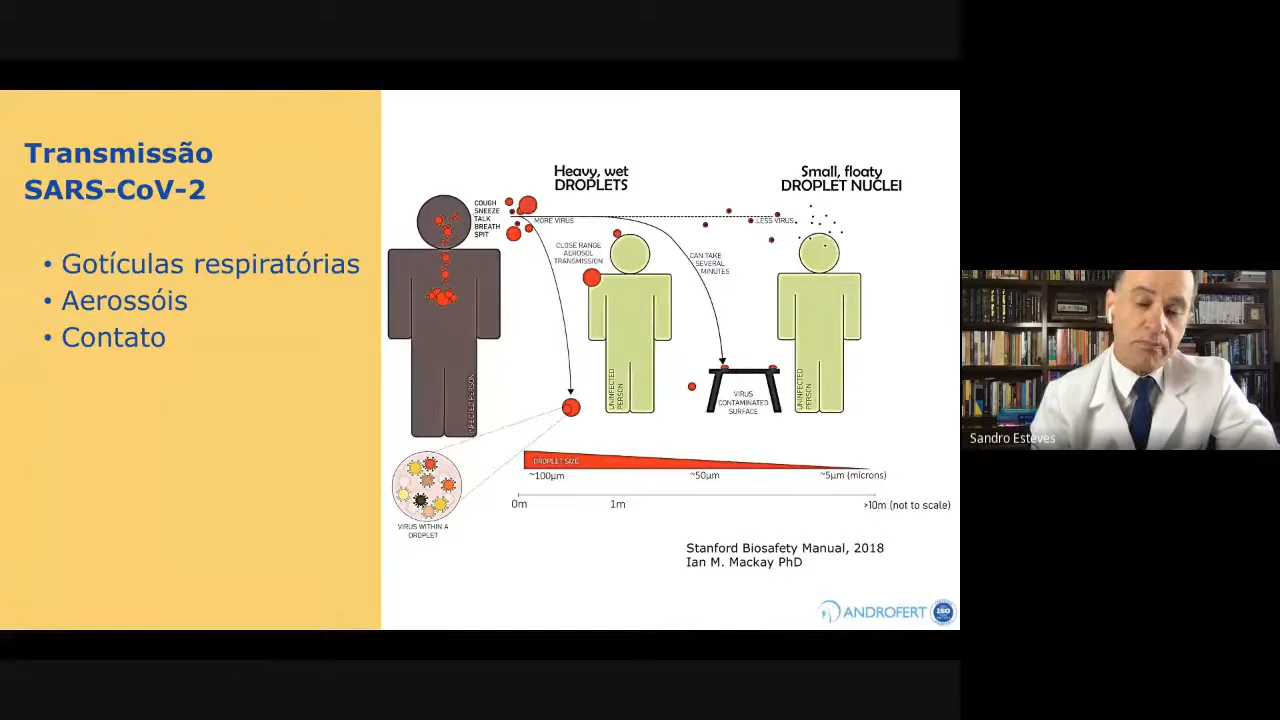 Transmissão
SARS-CoV-2
• Gotículas respiratórias
• Aerossóis
• Contato
Heavy, wet
DROPLETS
Small, floaty
DROPLET NUCLEI
COUGH
SNEEZE
TALK
BREATH
SPIT
MORE VIRUS
LESS VIRUS
CLOSE RANGE
AEROSOL
TRANSMISSION
CAN TAKE
SEVERAL
MINUTES
INFECTED PERSON
UNINFECTED
PERSON
VIRUS
CONTAMINATED
SURFACE
UNINFECTED
PERSON
DROPLET SIZE
~100µm
~50µm
~5µm (microns)
0m
1m
>10m (not to scale)
VIRUS WITHIN A
DROPLET
Stanford Biosafety Manual, 2018
Ian M. Mackay PhD
ANDROFERT
ISO
Sandro Esteves